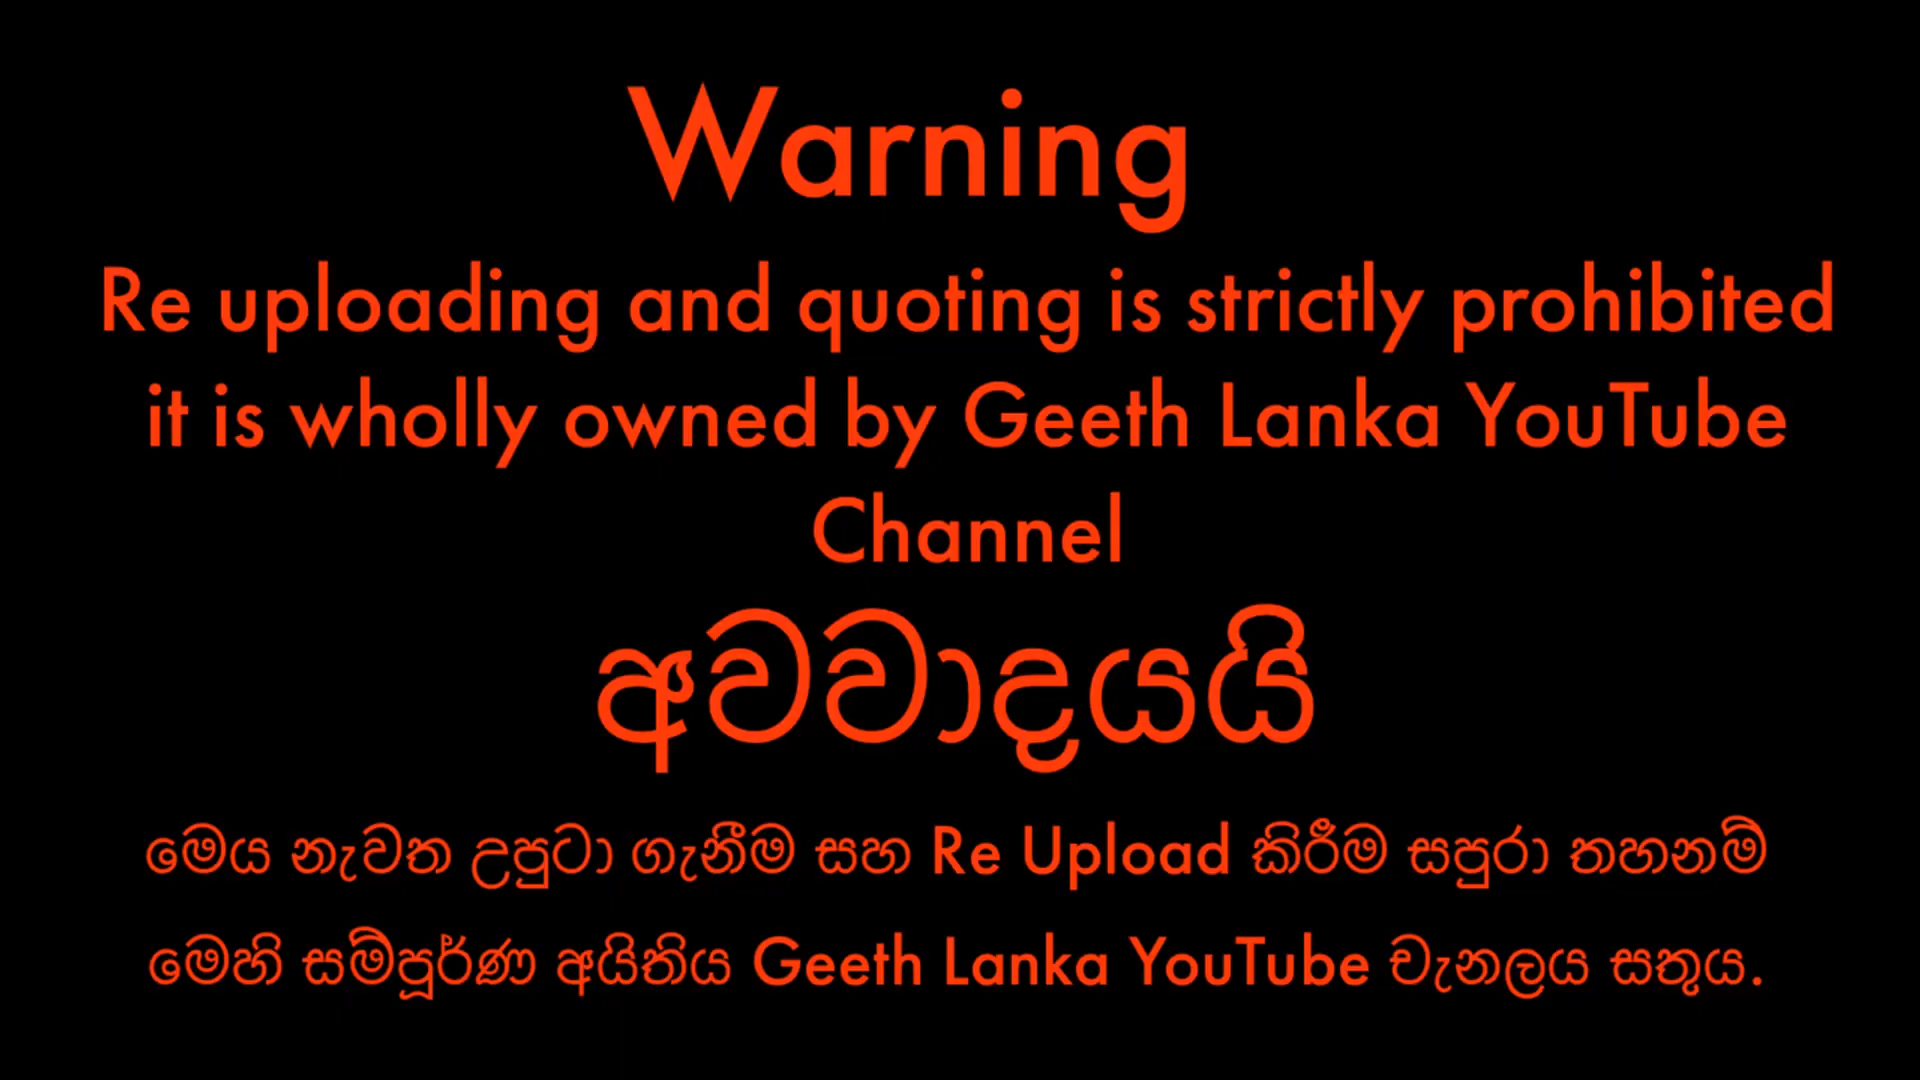 Warning
Re uploading and quoting is strictly prohibited
it is wholly owned by Geeth Lanka YouTube
Channel
අවවාදයයි
මෙය නැවත උපුටා ගැනීම සහ Re Upload කිරීම සපුරා තහනම්
මෙහි සම්පූර්ණ අයිතිය Geeth Lanka YouTube චැනලය සතුය.